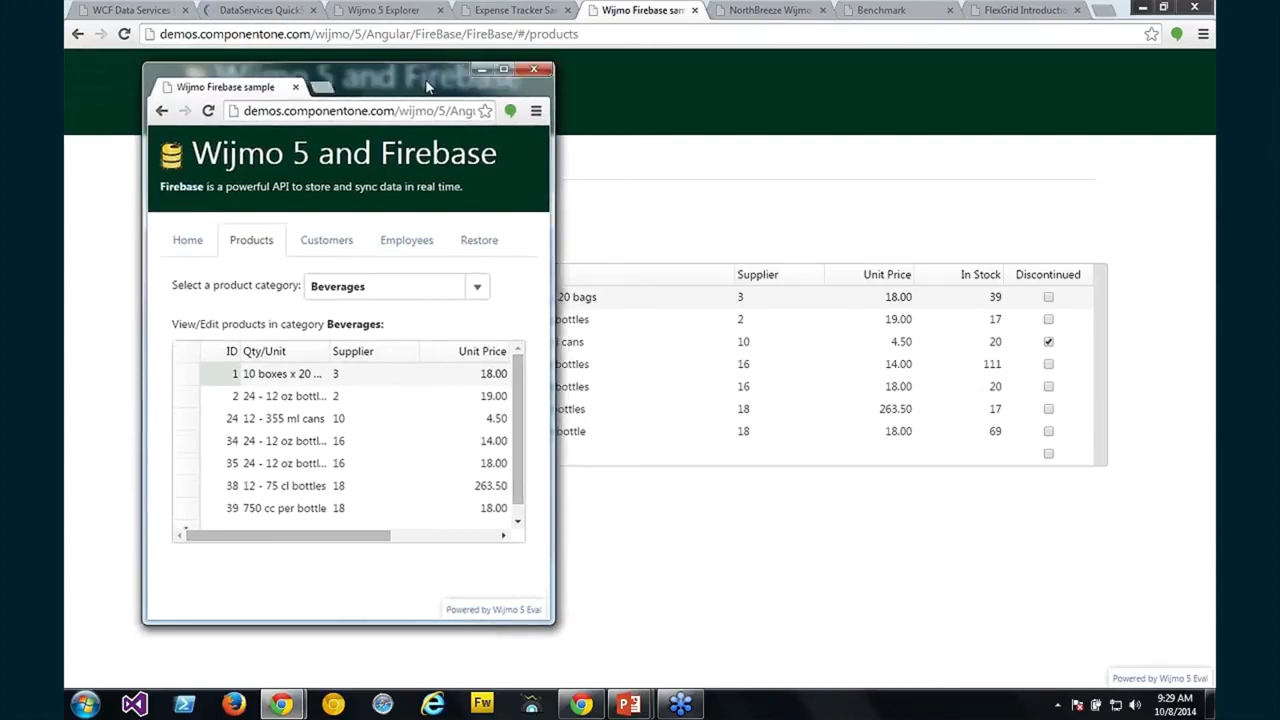 WCF Data Services
DataServices QuickS
Wijmo 5 Explorer
Expense Tracker Sa
Wijmo Firebase sam
NorthBreeze Wijmo
Benchmark
FlexGrid Introductio
demos.componentone.com/wijmo/5/Angular/FireBase/FireBase/#/products
Wijmo 5 and Firebase
Wijmo Firebase sample
demos.componentone.com/wijmo/5/Angu
Wijmo 5 and Firebase
Firebase is a powerful API to store and sync data in real time.
Home Products Customers Employees Restore
Select a product category: Beverages
View/Edit products in category Beverages:
ID Qty/Unit Supplier Unit Price
1 10 boxes x 20 ... 3 18.00
2 24 - 12 oz bottl... 2 19.00
24 12 - 355 ml cans 10 4.50
34 24 - 12 oz bottl... 16 14.00
35 24 - 12 oz bottl... 16 18.00
38 12 - 75 cl bottles 18 263.50
39 750 cc per bottle 18 18.00
Powered by Wijmo 5 Eval
Supplier Unit Price In Stock Discontinued
20 bags 3 18.00 39
bottles 2 19.00 17
cans 10 4.50 20
bottles 16 14.00 111
bottles 16 18.00 20
bottles 18 263.50 17
bottle 18 18.00 69
Powered by Wijmo 5 Eval
Fw
9:29 AM
10/8/2014